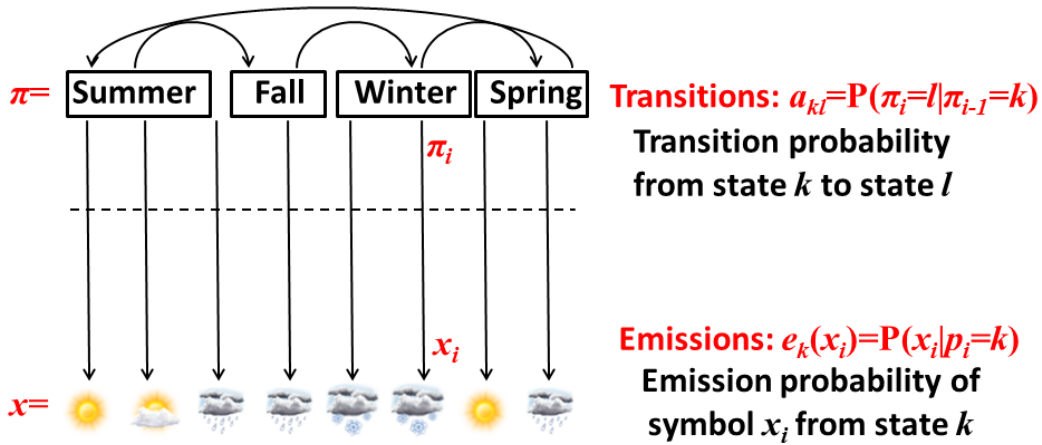 π= Summer Fall Winter Spring Transitions: aₖₗ=P(πᵢ=l|πᵢ₋₁=k)
πᵢ Transition probability
from state k to state l
xᵢ Emissions: eₖ(xᵢ)=P(xᵢ|pᵢ=k)
x= Emission probability of
symbol xᵢ from state k